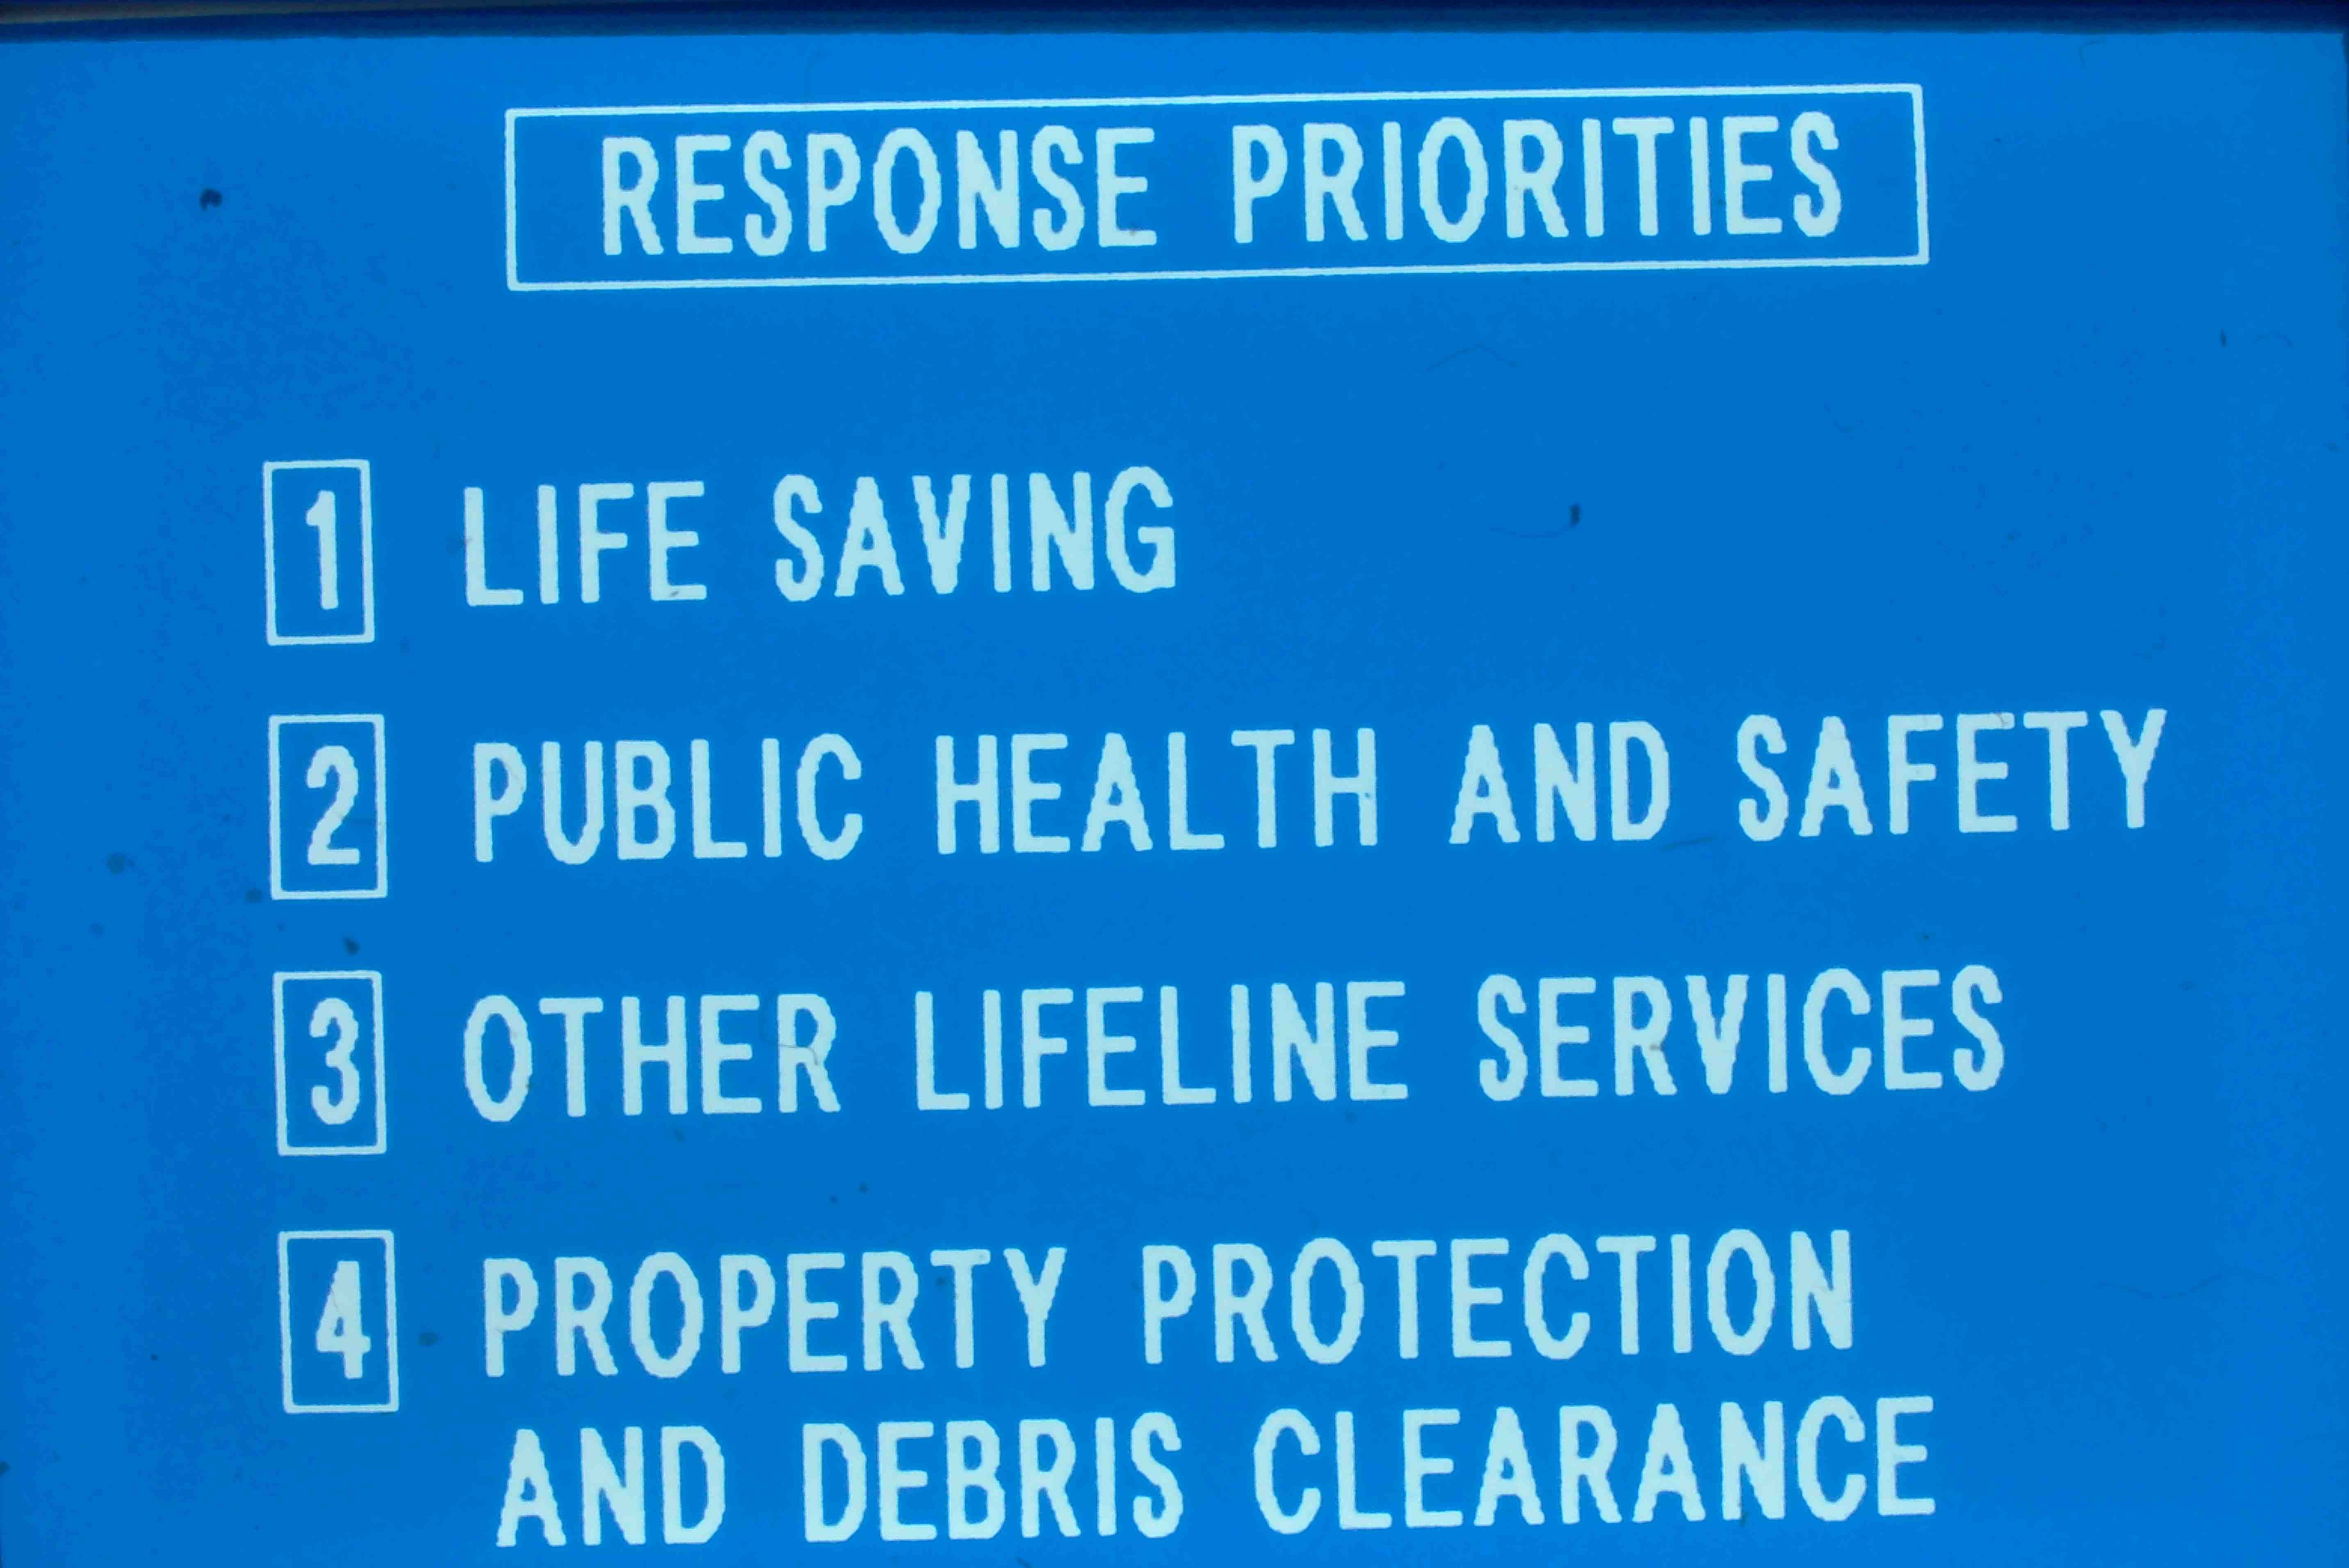 RESPONSE PRIORITIES
1 LIFE SAVING
2 PUBLIC HEALTH AND SAFETY
3 OTHER LIFELINE SERVICES
4 PROPERTY PROTECTION
AND DEBRIS CLEARANCE